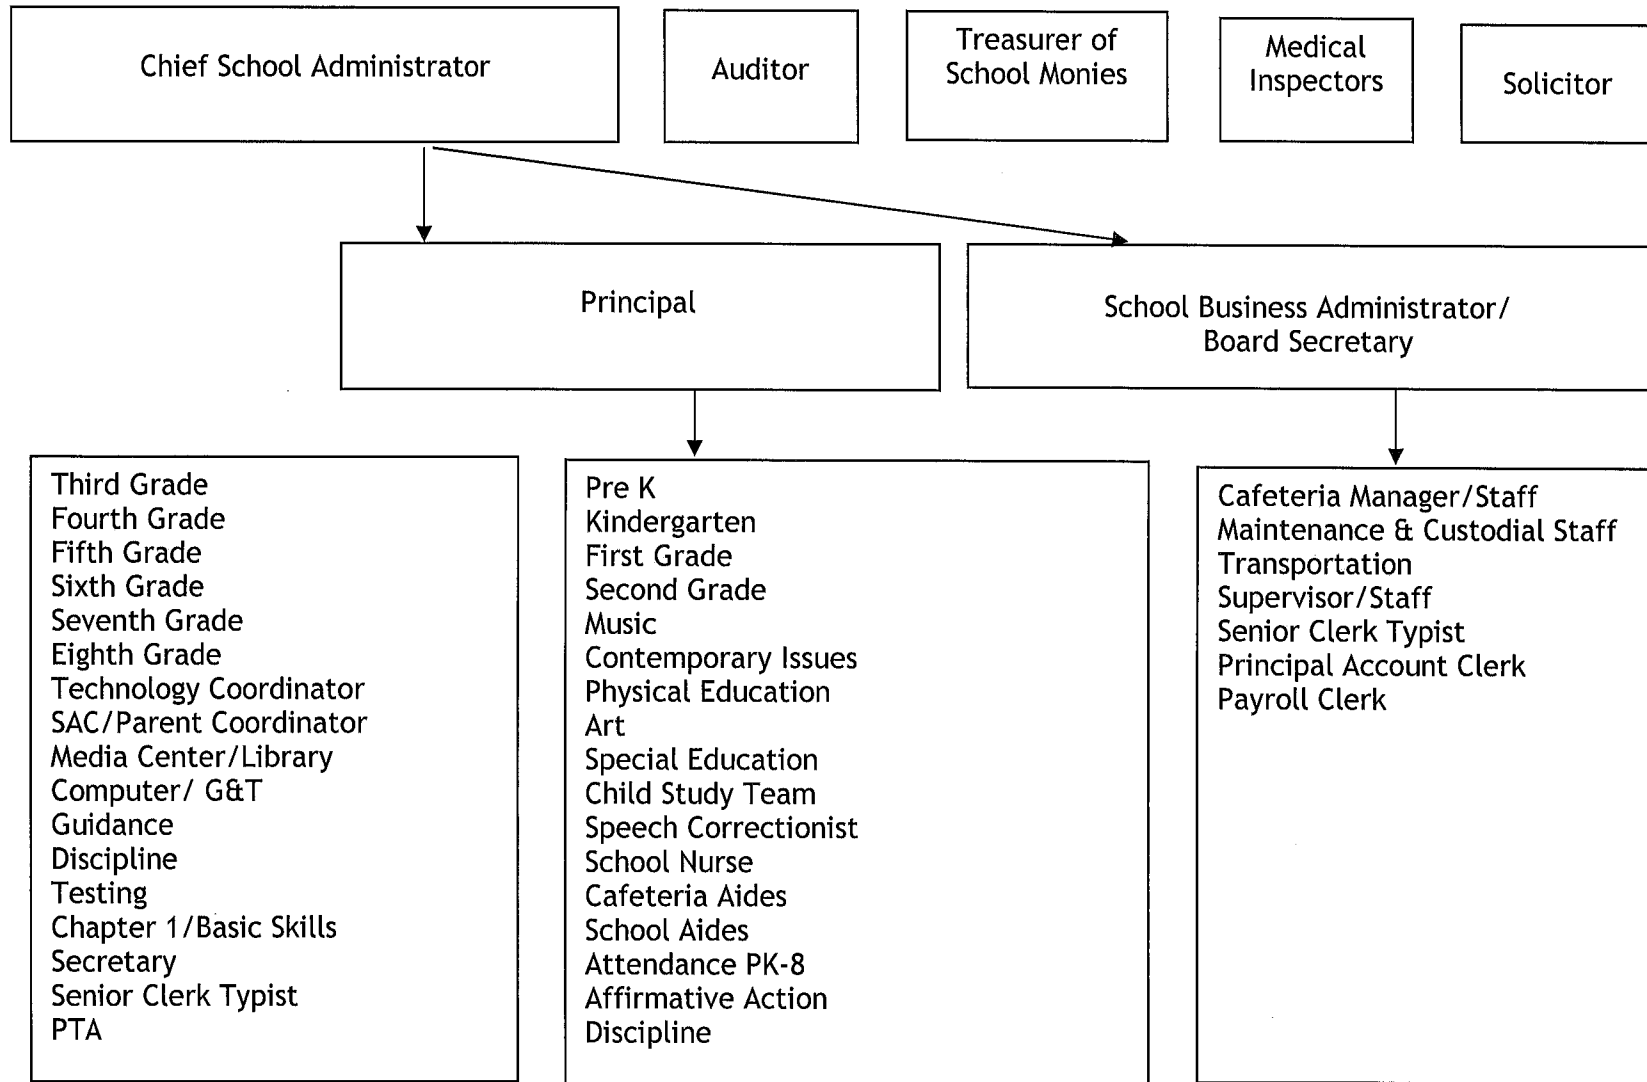 Chief School Administrator
Auditor
Treasurer of
School Monies
Medical
Inspectors
Solicitor
Principal
School Business Administrator/
Board Secretary
Third Grade
Fourth Grade
Fifth Grade
Sixth Grade
Seventh Grade
Eighth Grade
Technology Coordinator
SAC/Parent Coordinator
Media Center/Library
Computer/ G&T
Guidance
Discipline
Testing
Chapter 1/Basic Skills
Secretary
Senior Clerk Typist
PTA
Pre K
Kindergarten
First Grade
Second Grade
Music
Contemporary Issues
Physical Education
Art
Special Education
Child Study Team
Speech Correctionist
School Nurse
Cafeteria Aides
School Aides
Attendance PK-8
Affirmative Action
Discipline
Cafeteria Manager/Staff
Maintenance & Custodial Staff
Transportation
Supervisor/Staff
Senior Clerk Typist
Principal Account Clerk
Payroll Clerk